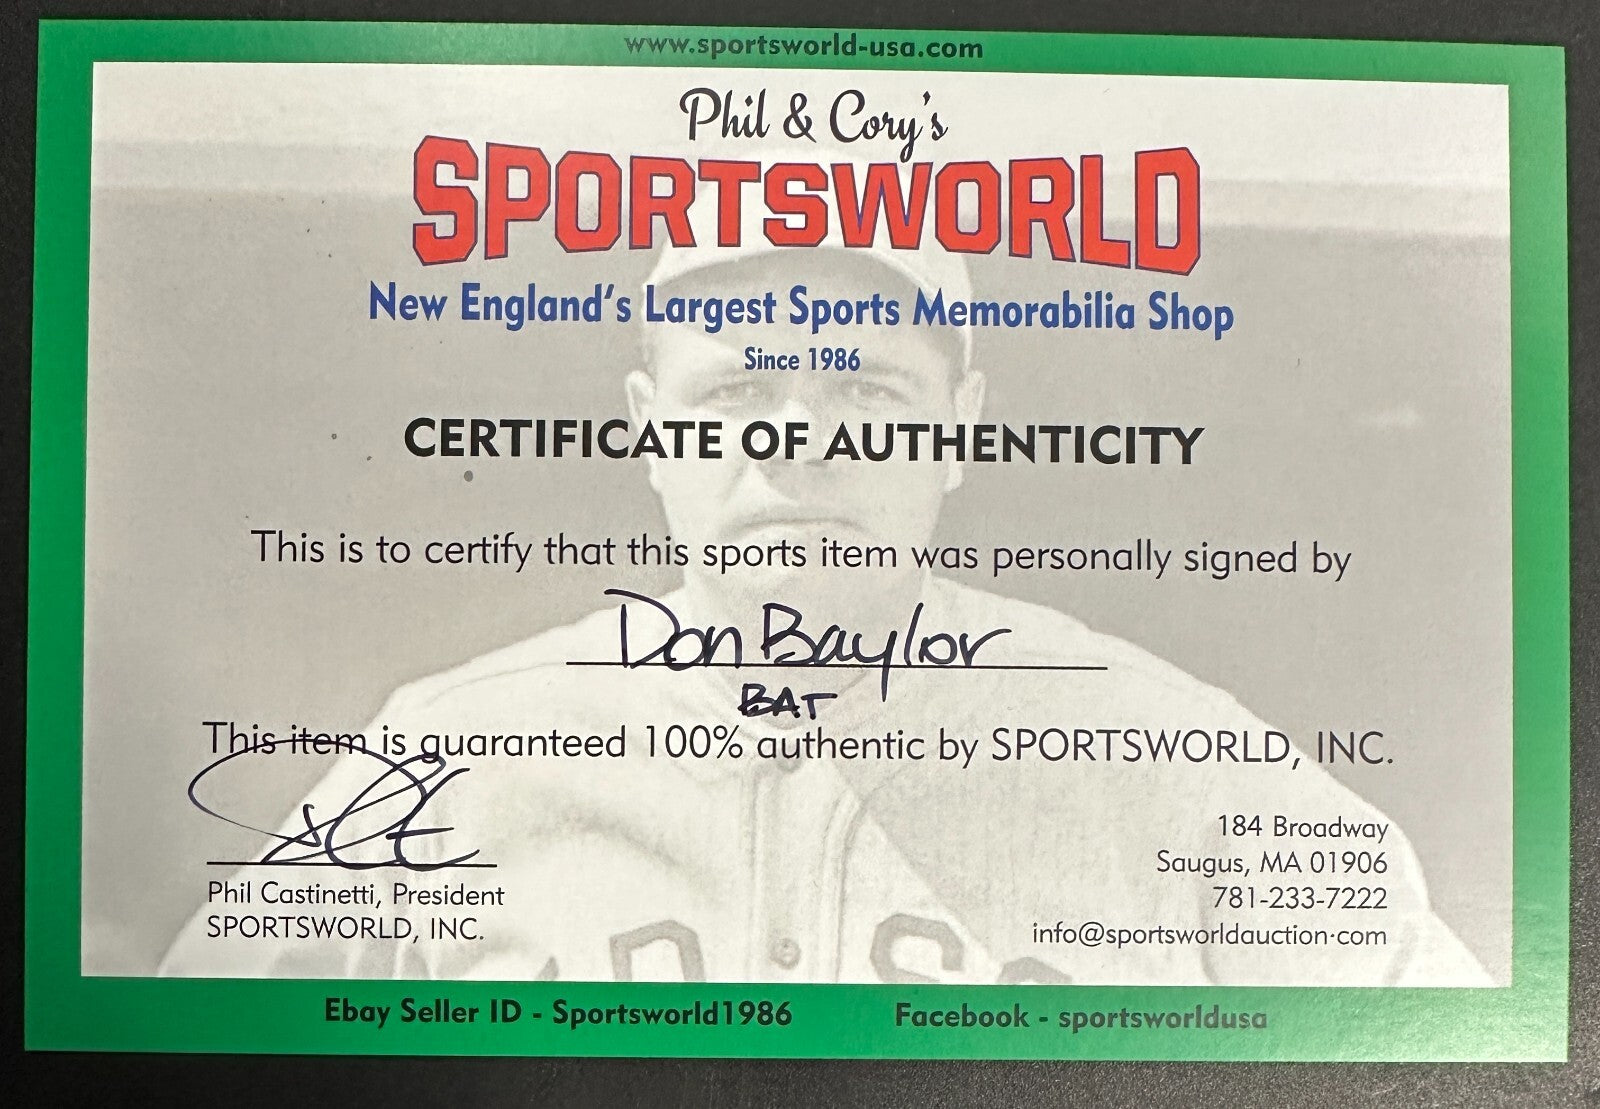 www.sportsworld-usa.com
Phil & Cory's
SPORTSWORLD
New England's Largest Sports Memorabilia Shop
Since 1986
CERTIFICATE OF AUTHENTICITY
This is to certify that this sports item was personally signed by
Don Baylor
BAT
This item is guaranteed 100% authentic by SPORTSWORLD, INC.
Phil Castinetti, President
SPORTSWORLD, INC.
184 Broadway
Saugus, MA 01906
781-233-7222
info@sportsworldauction·com
Ebay Seller ID - Sportsworld1986
Facebook - sportsworldusa